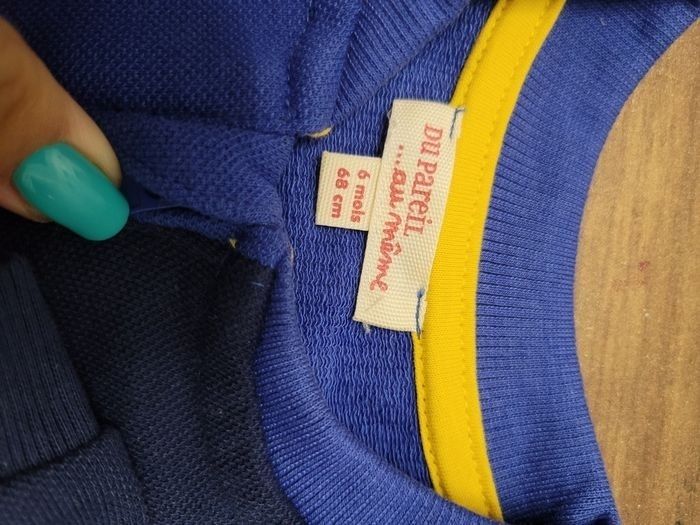 DU PAREIL
...au même
6 mois
68 cm